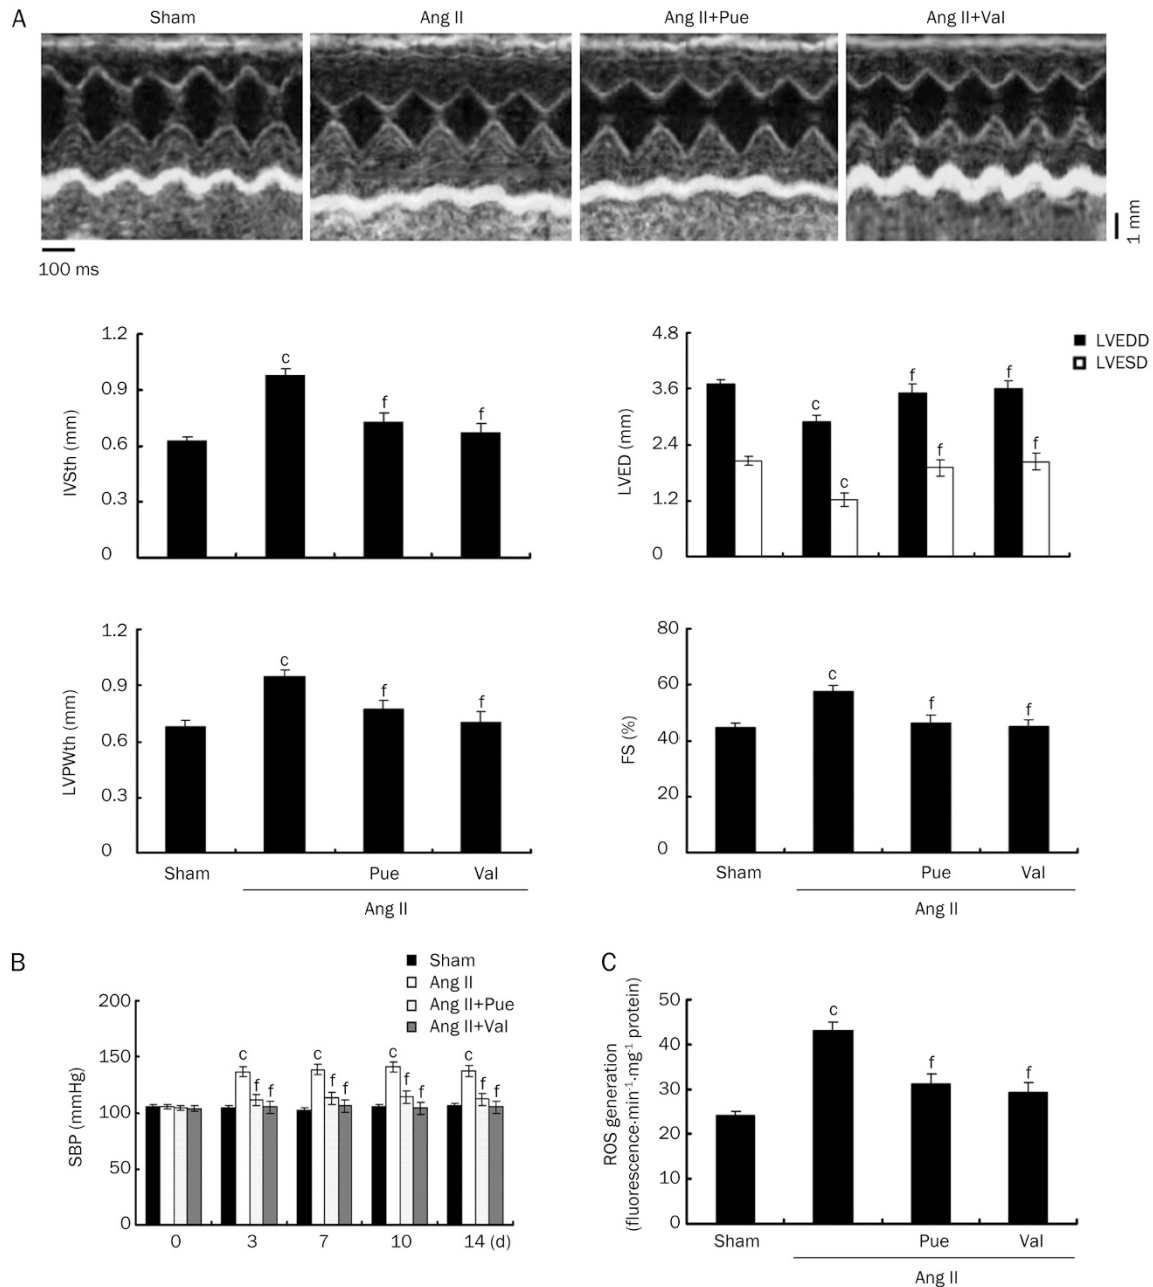 A
Sham
Ang II
Ang II+Pue
Ang II+Val
1 mm
100 ms
IVSth (mm)
1.2
0.9
0.6
0.3
0
c
f
f
LVED (mm)
4.8
3.6
2.4
1.2
0
c
c
f
f
f
f
LVEDD
LVESD
LVPWth (mm)
1.2
0.9
0.6
0.3
0
c
f
f
Sham
Pue
Val
Ang II
FS (%)
80
60
40
20
0
c
f
f
Sham
Pue
Val
Ang II
B
Sham
Ang II
Ang II+Pue
Ang II+Val
SBP (mmHg)
200
150
100
50
0
c
f
f
c
f
f
c
f
f
c
f
f
0
3
7
10
14 (d)
C
ROS generation
(fluorescence·min⁻¹·mg⁻¹ protein)
50
40
30
20
10
0
c
f
f
Sham
Pue
Val
Ang II